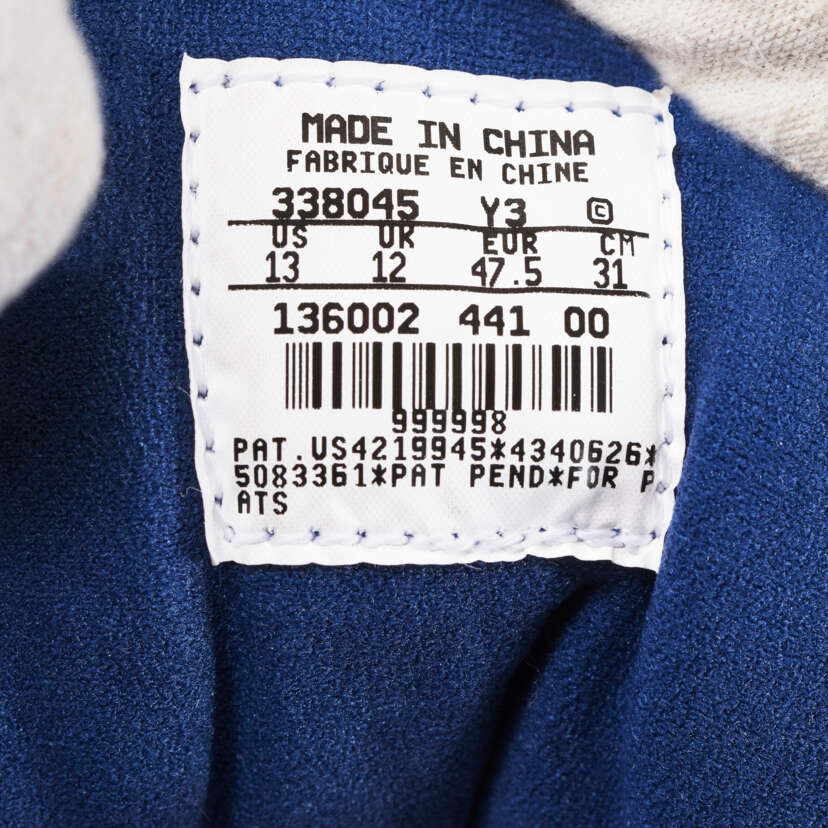 MADE IN CHINA
FABRIQUE EN CHINE
338045 Y3 ©
US UK EUR CM
13 12 47.5 31
136002 441 00
999998
PAT.US4219945*4340626*
5083361*PAT PEND*FOR P
ATS